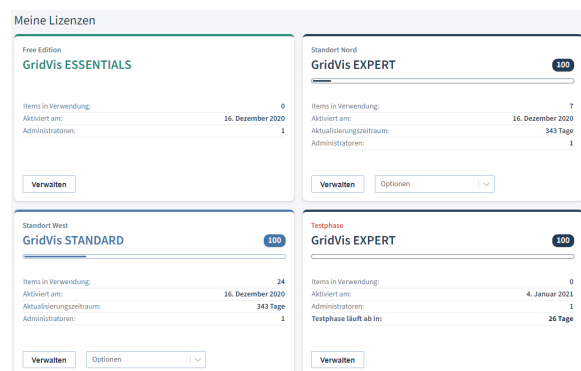 Meine Lizenzen
Free Edition
GridVis ESSENTIALS
Items in Verwendung: 0
Aktiviert am: 16. Dezember 2020
Administratoren: 1
Verwalten
Standort Nord
GridVis EXPERT 100
Items in Verwendung: 7
Aktiviert am: 16. Dezember 2020
Aktualisierungszeitraum: 343 Tage
Administratoren: 1
Verwalten Optionen
Standort West
GridVis STANDARD 100
Items in Verwendung: 24
Aktiviert am: 16. Dezember 2020
Aktualisierungszeitraum: 343 Tage
Administratoren: 1
Verwalten Optionen
Testphase
GridVis EXPERT 100
Items in Verwendung: 0
Aktiviert am: 4. Januar 2021
Administratoren: 1
Testphase läuft ab in: 26 Tage
Verwalten